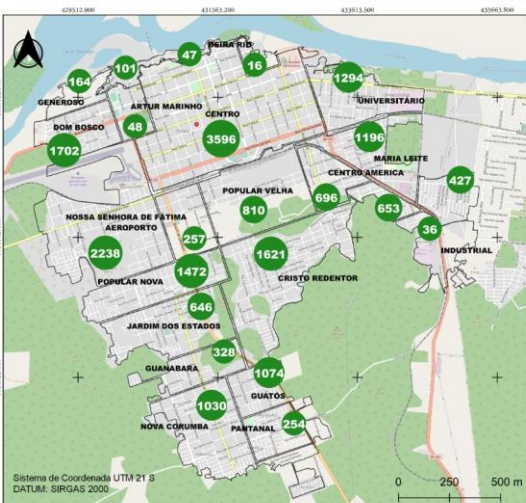 429512.900 431563.200 433613.500 435663.800
BEIRA RIO
47
101
16
164
1294
GENEROSO
ARTUR MARINHO
UNIVERSITÁRIO
CENTRO
DOM BOSCO
48
3596
1196
1702
MARIA LEITE
CENTRO AMERICA
427
POPULAR VELHA
696
810
653
NOSSA SENHORA DE FÁTIMA
AEROPORTO
36
257
2238
1621
INDUSTRIAL
1472
CRISTO REDENTOR
POPULAR NOVA
646
JARDIM DOS ESTADOS
328
GUANABARA
1074
GUATÓS
1030
254
NOVA CORUMBA
PANTANAL
Sistema de Coordenada UTM 21 S
DATUM: SIRGAS 2000
0 250 500 m